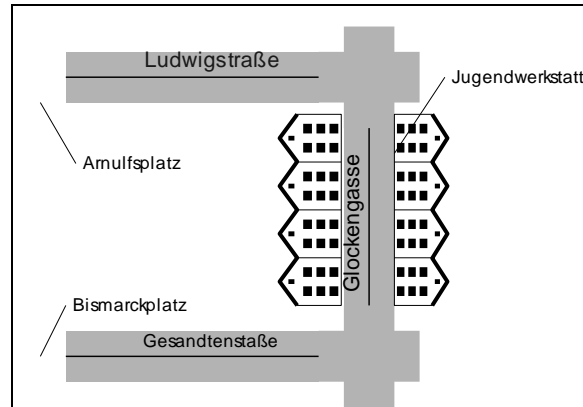 Ludwigstraße
Jugendwerkstatt
Arnulfsplatz
Glockengasse
Bismarckplatz
Gesandtenstaße